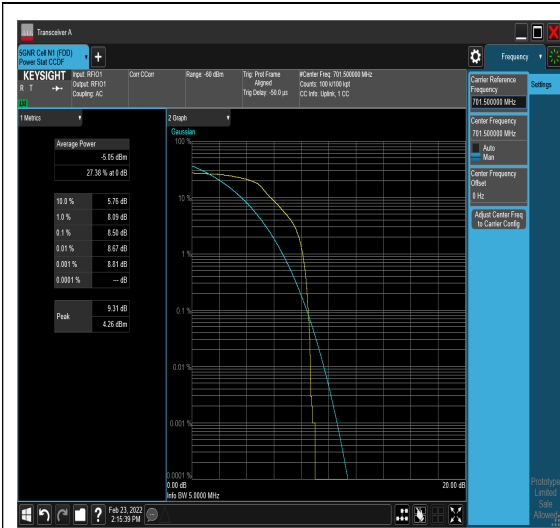 Transceiver A
5GNR Cell N1 (FDD)
Power Stat CCDF
+
Frequency
KEYSIGHT
R T
LXI
Input: RFIO1
Output: RFIO1
Coupling: AC
Corr CCorr
Range: -60 dBm
Trig: Prot Frame
Aligned
Trig Delay: -50.0 µs
#Center Freq: 701.500000 MHz
Counts: 100 k/100 kpt
CC Info: Uplink, 1 CC
1 Metrics
Average Power
-5.05 dBm
27.38 % at 0 dB
10.0 % 5.76 dB
1.0 % 8.09 dB
0.1 % 8.50 dB
0.01 % 8.67 dB
0.001 % 8.81 dB
0.0001 % --- dB
Peak
9.31 dB
4.26 dBm
2 Graph
Gaussian
100 %
10 %
1 %
0.1 %
0.01 %
0.001 %
0.0001 %
0.00 dB
20.00 dB
Info BW 5.0000 MHz
Carrier Reference
Frequency
701.500000 MHz
Center Frequency
701.500000 MHz
Auto
Man
Center Frequency
Offset
0 Hz
Adjust Center Freq
to Carrier Config
Settings
Prototype
Limited
Sale
Allowed
?
Feb 23, 2022
2:15:39 PM